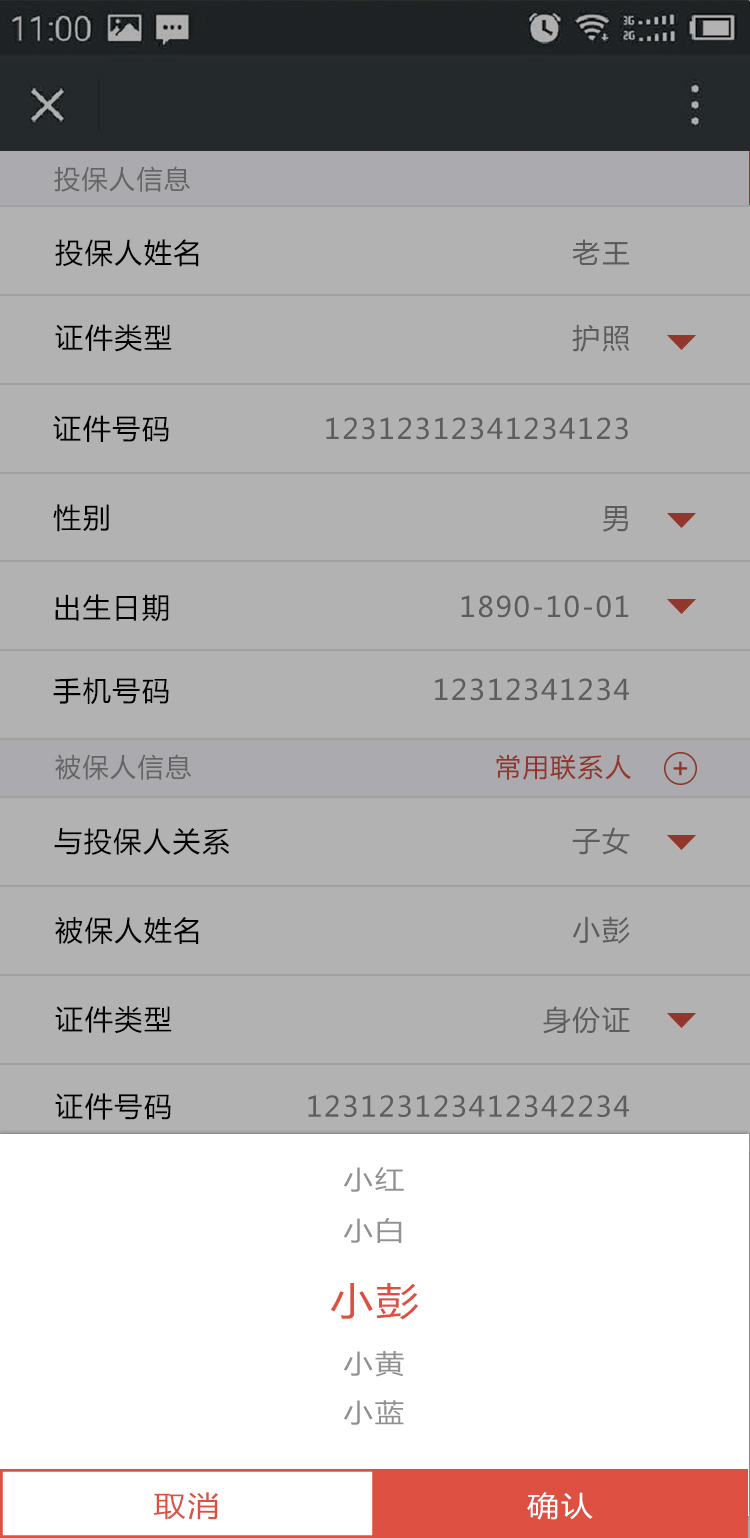 11:00 3G 2G
投保人信息
投保人姓名 老王
证件类型 护照
证件号码 12312312341234123
性别 男
出生日期 1890-10-01
手机号码 12312341234
被保人信息 常用联系人
与投保人关系 子女
被保人姓名 小彭
证件类型 身份证
证件号码 123123123412342234
小红
小白
小彭
小黄
小蓝
取消 确认